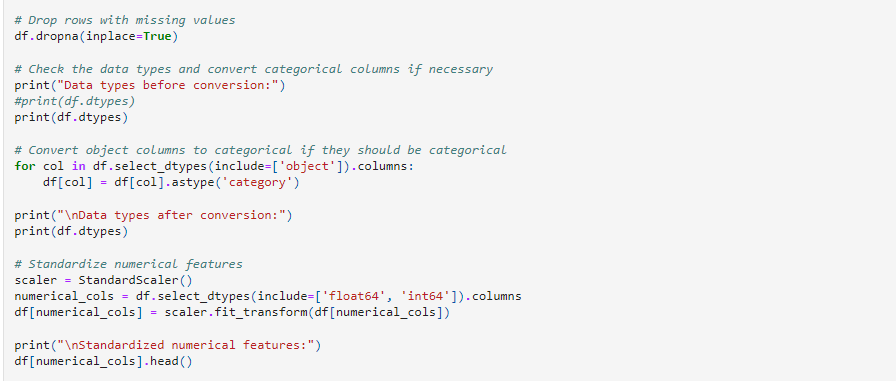 # Drop rows with missing values
df.dropna(inplace=True)
# Check the data types and convert categorical columns if necessary
print("Data types before conversion:")
#print(df.dtypes)
print(df.dtypes)
# Convert object columns to categorical if they should be categorical
for col in df.select_dtypes(include=['object']).columns:
    df[col] = df[col].astype('category')
print("\nData types after conversion:")
print(df.dtypes)
# Standardize numerical features
scaler = StandardScaler()
numerical_cols = df.select_dtypes(include=['float64', 'int64']).columns
df[numerical_cols] = scaler.fit_transform(df[numerical_cols])
print("\nStandardized numerical features:")
df[numerical_cols].head()